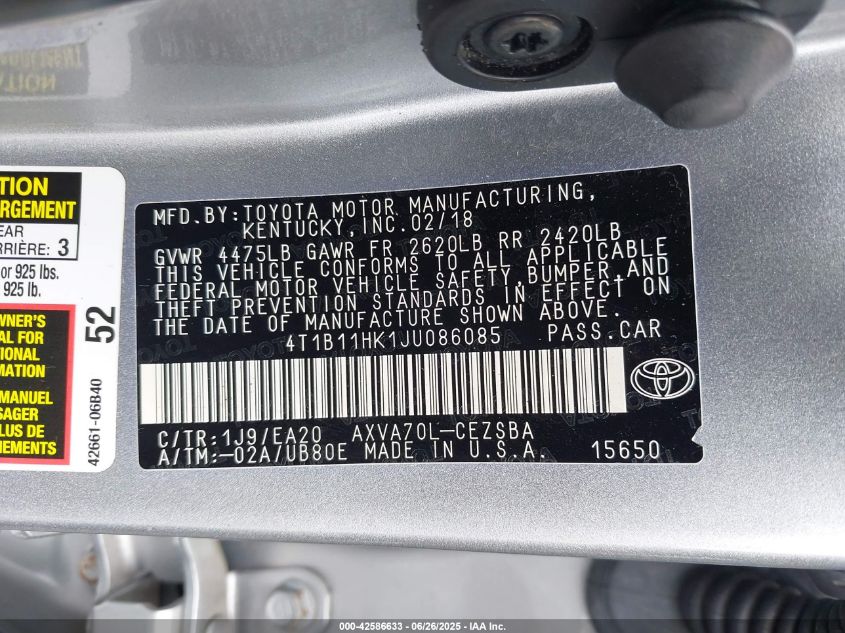 TION
RGEMENT
EAR
RRIÈRE: 3
or 925 lbs.
925 lb.
WNER'S
AL FOR
TIONAL
MATION
MANUEL
SAGER
PLUS DE
NEMENTS
52
42661-06B40
MFD. BY: TOYOTA MOTOR MANUFACTURING,
KENTUCKY, INC. 02/18
GVWR 4475LB GAWR FR 2620LB RR 2420LB
THIS VEHICLE CONFORMS TO ALL APPLICABLE
FEDERAL MOTOR VEHICLE SAFETY, BUMPER, AND
THEFT PREVENTION STANDARDS IN EFFECT ON
THE DATE OF MANUFACTURE SHOWN ABOVE.
4T1B11HK1JU086085 PASS.CAR
C/TR: 1J9/EA20 AXVA70L-CEZSBA
A/TM:-02A/UB80E MADE IN U.S.A. 15650
000-42586633 - 06/26/2025 - IAA Inc.